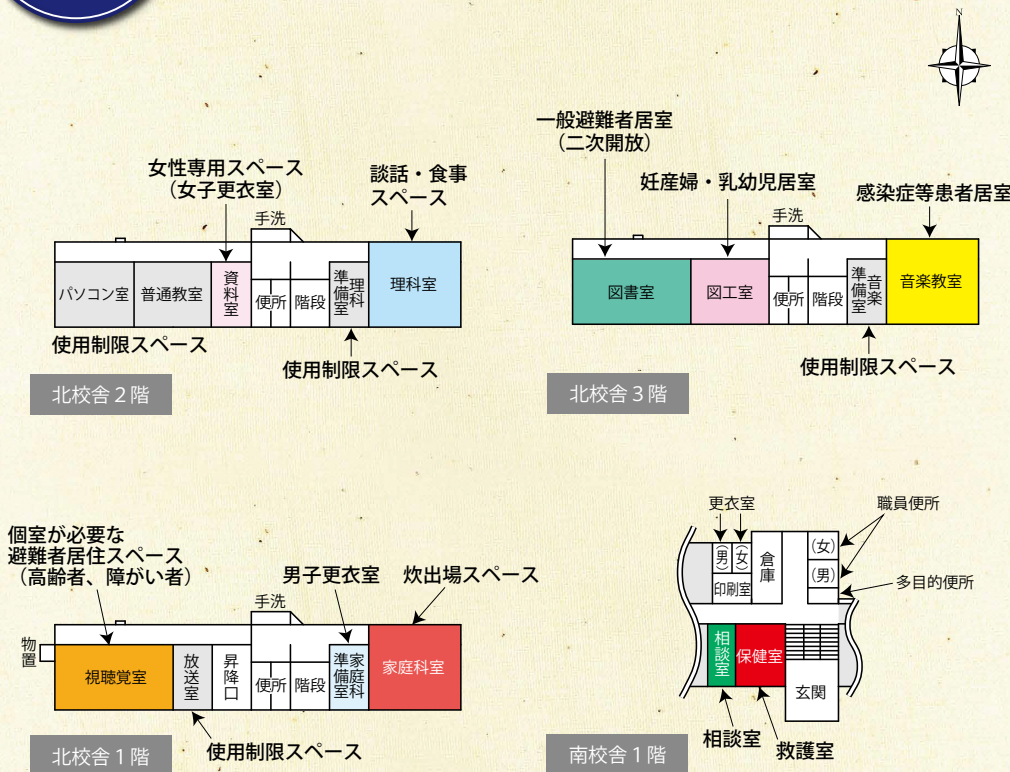 N
女性専用スペース
（女子更衣室）
談話・食事
スペース
手洗
パソコン室
普通教室
資料室
便所
階段
理科準備室
理科室
使用制限スペース
使用制限スペース
北校舎２階
一般避難者居室
（二次開放）
妊産婦・乳幼児居室
感染症等患者居室
手洗
図書室
図工室
便所
階段
音楽準備室
音楽教室
使用制限スペース
北校舎３階
個室が必要な
避難者居住スペース
（高齢者、障がい者）
男子更衣室
炊出場スペース
手洗
物置
視聴覚室
放送室
昇降口
便所
階段
家庭科準備室
家庭科室
使用制限スペース
北校舎１階
更衣室
職員便所
（男）
（女）
倉庫
（女）
（男）
印刷室
多目的便所
相談室
保健室
玄関
相談室
救護室
南校舎１階